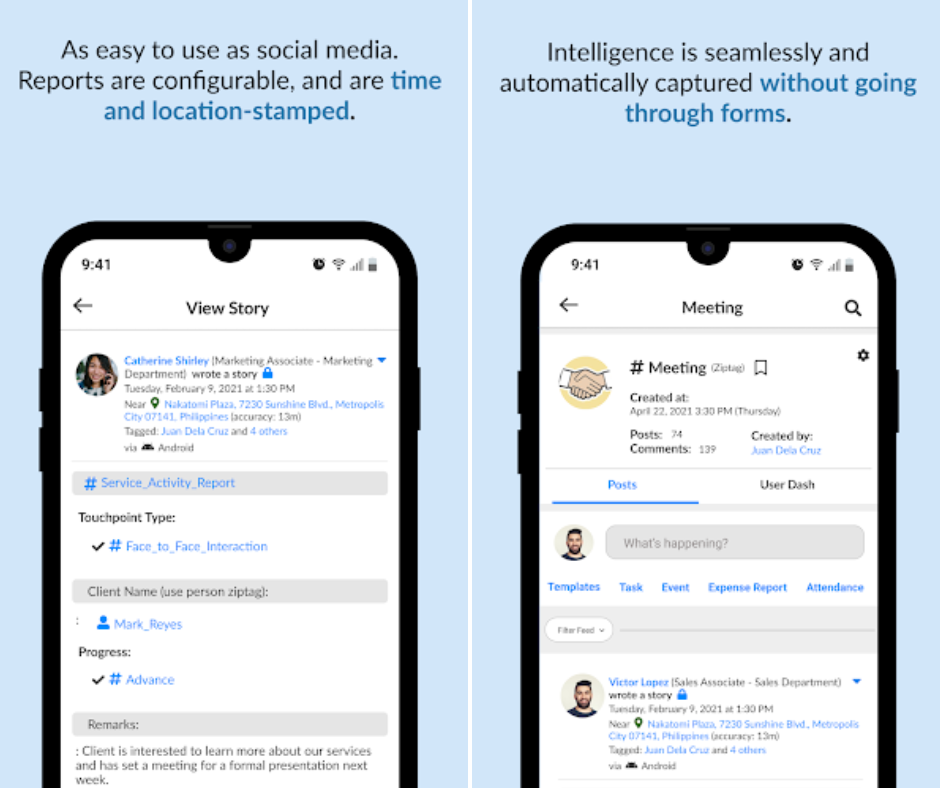 As easy to use as social media.
Reports are configurable, and are time
and location-stamped.
9:41
View Story
Catherine Shirley (Marketing Associate - Marketing
Department) wrote a story
Tuesday, February 9, 2021 at 1:30 PM
Near Nakatomi Plaza, 7230 Sunshine Blvd., Metropolis
City 07141, Philippines (accuracy: 13m)
Tagged: Juan Dela Cruz and 4 others
via Android
# Service_Activity_Report
Touchpoint Type:
# Face_to_Face_Interaction
Client Name (use person ziptag):
: Mark_Reyes
Progress:
# Advance
Remarks:
: Client is interested to learn more about our services
and has set a meeting for a formal presentation next
week.
Intelligence is seamlessly and
automatically captured without going
through forms.
9:41
Meeting
# Meeting (Ziptag)
Created at:
April 22, 2021 3:30 PM (Thursday)
Posts: 74
Comments: 139
Created by:
Juan Dela Cruz
Posts User Dash
What's happening?
Templates Task Event Expense Report Attendance
Filter Feed
Victor Lopez (Sales Associate - Sales Department)
wrote a story
Tuesday, February 9, 2021 at 1:30 PM
Near Nakatomi Plaza, 7230 Sunshine Blvd., Metropolis
City 07141, Philippines (accuracy: 13m)
Tagged: Juan Dela Cruz and 4 others
via Android